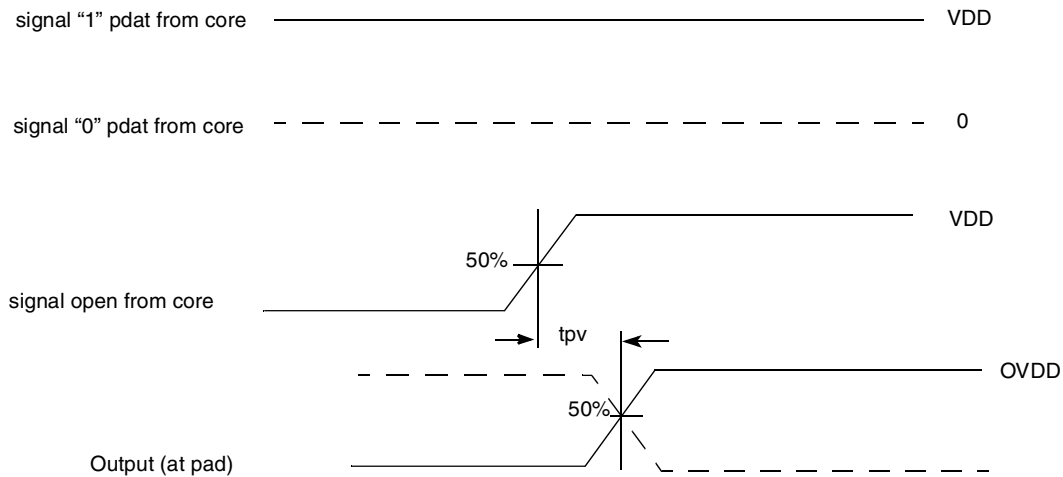 signal “1” pdat from core
VDD
signal “0” pdat from core
0
VDD
50%
signal open from core
tpv
OVDD
50%
Output (at pad)